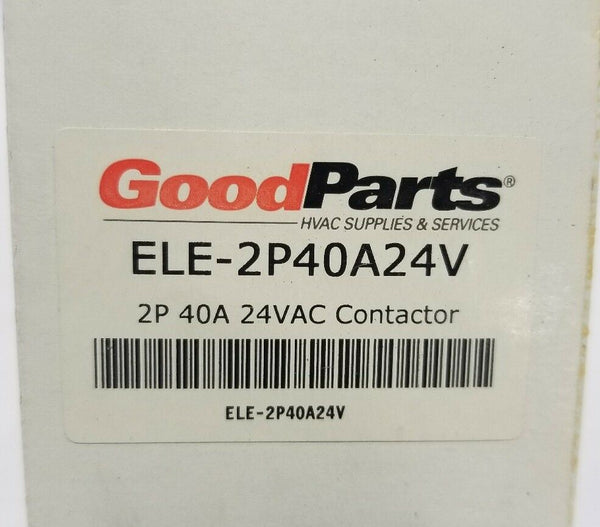 GoodParts®
HVAC SUPPLIES & SERVICES
ELE-2P40A24V
2P 40A 24VAC Contactor
ELE-2P40A24V